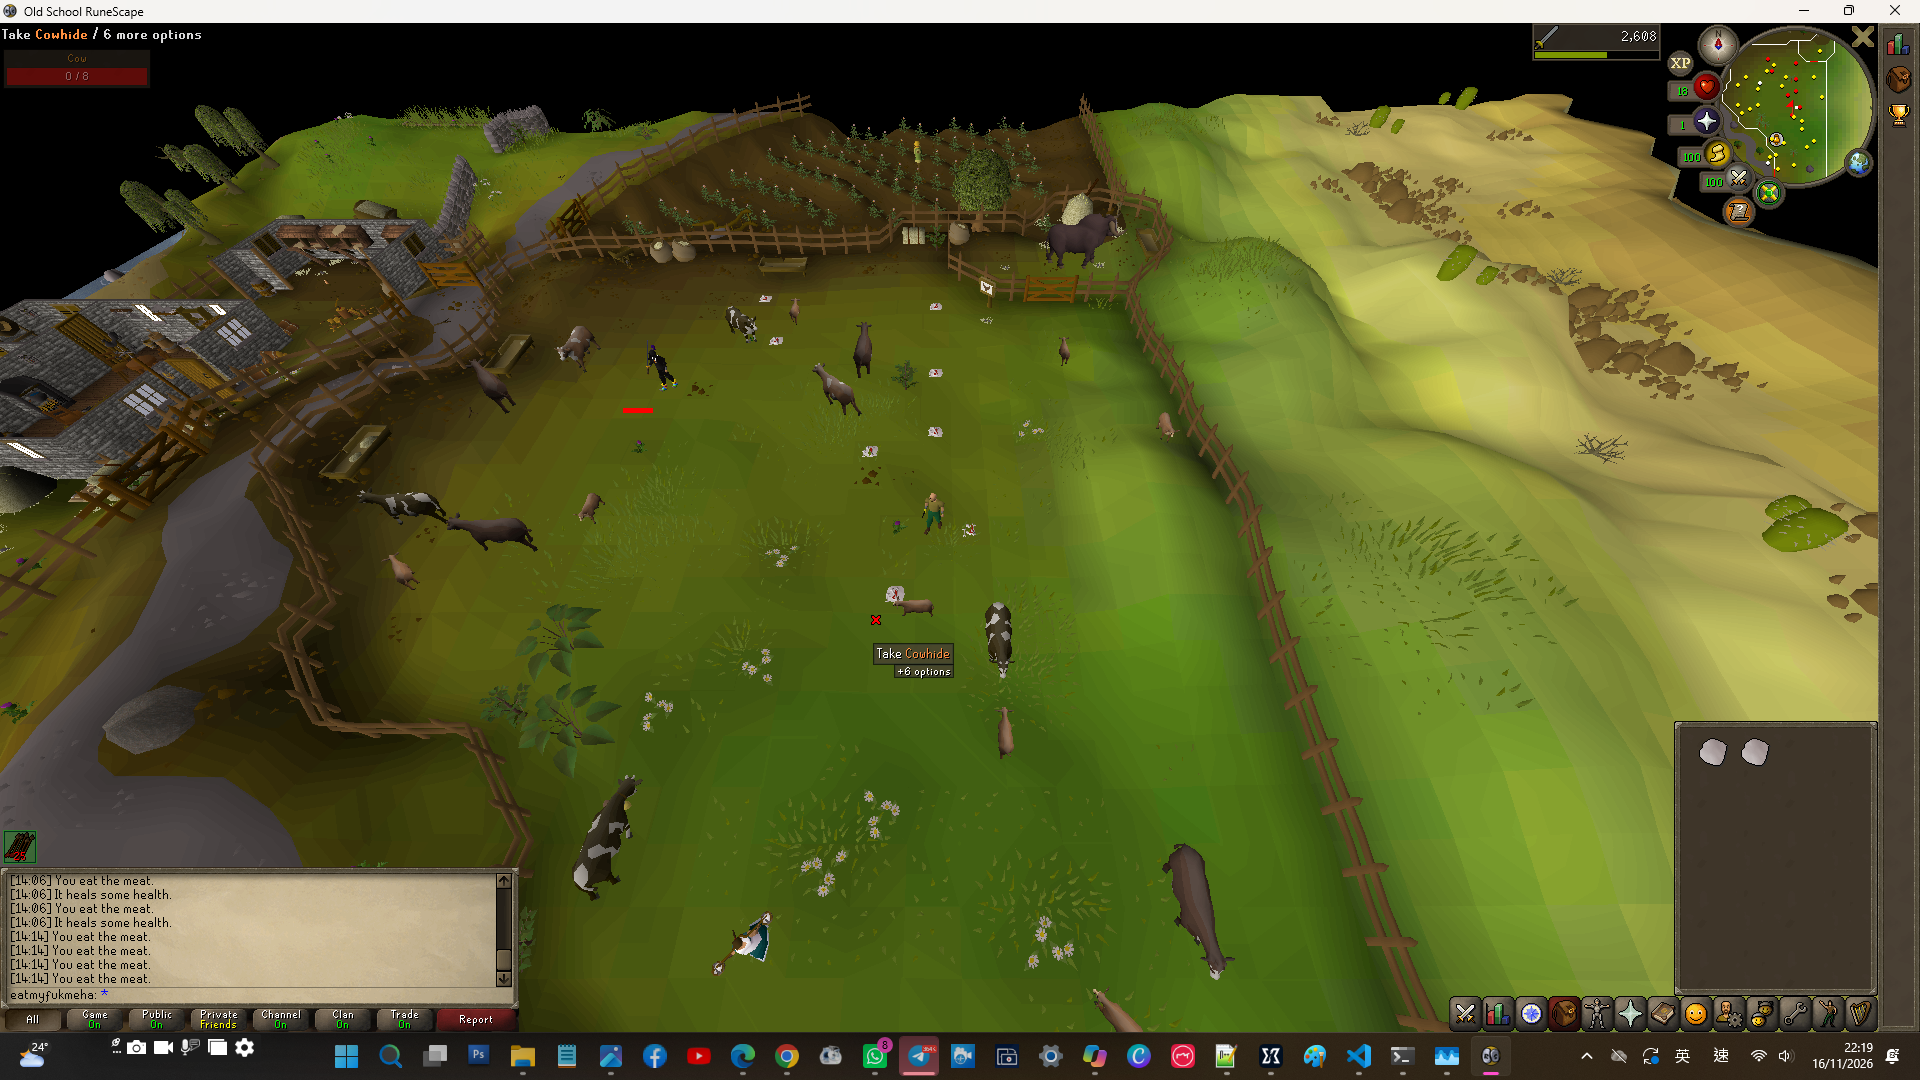 Old School RuneScape
Take Cowhide / 6 more options
Cow
0 / 8
2,608
XP
18
1
100
100
N
Take Cowhide
+6 options
[14:06] You eat the meat.
[14:06] It heals some health.
[14:06] You eat the meat.
[14:06] It heals some health.
[14:14] You eat the meat.
[14:14] You eat the meat.
[14:14] You eat the meat.
[14:14] You eat the meat.
eatmyfukmeha: *
All
Game
On
Public
On
Private
Friends
Channel
On
Clan
On
Trade
On
Report
24°
Ps
8
英
速
22:19
16/11/2026